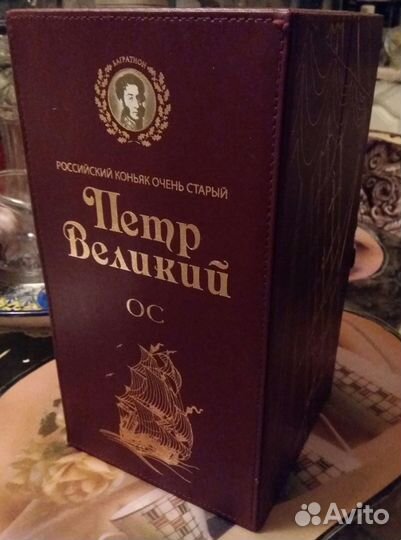 БАГРАТИОН
РОССИЙСКИЙ КОНЬЯК ОЧЕНЬ СТАРЫЙ
Петр
Великий
ОС
Avito